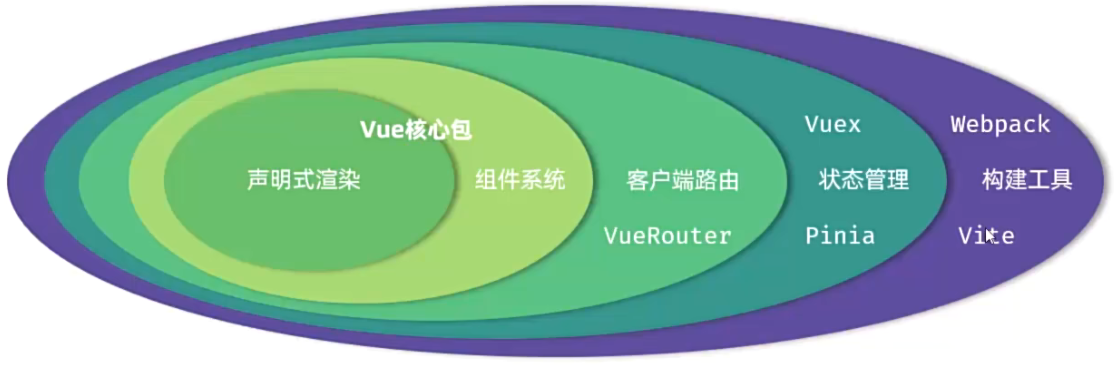 Vue核心包
声明式渲染
组件系统
客户端路由
VueRouter
Vuex
状态管理
Pinia
Webpack
构建工具
Vite